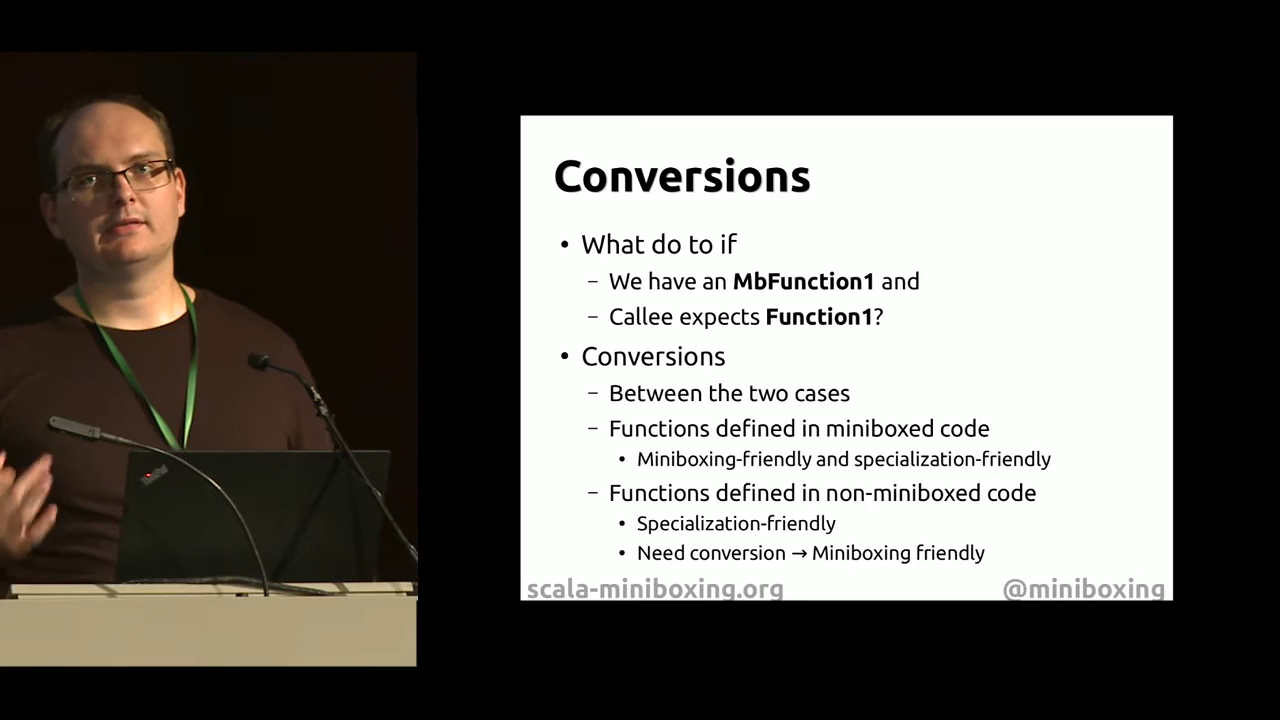 Conversions
• What do to if
– We have an MbFunction1 and
– Callee expects Function1?
• Conversions
– Between the two cases
– Functions defined in miniboxed code
• Miniboxing-friendly and specialization-friendly
– Functions defined in non-miniboxed code
• Specialization-friendly
• Need conversion → Miniboxing friendly
scala-miniboxing.org
@miniboxing